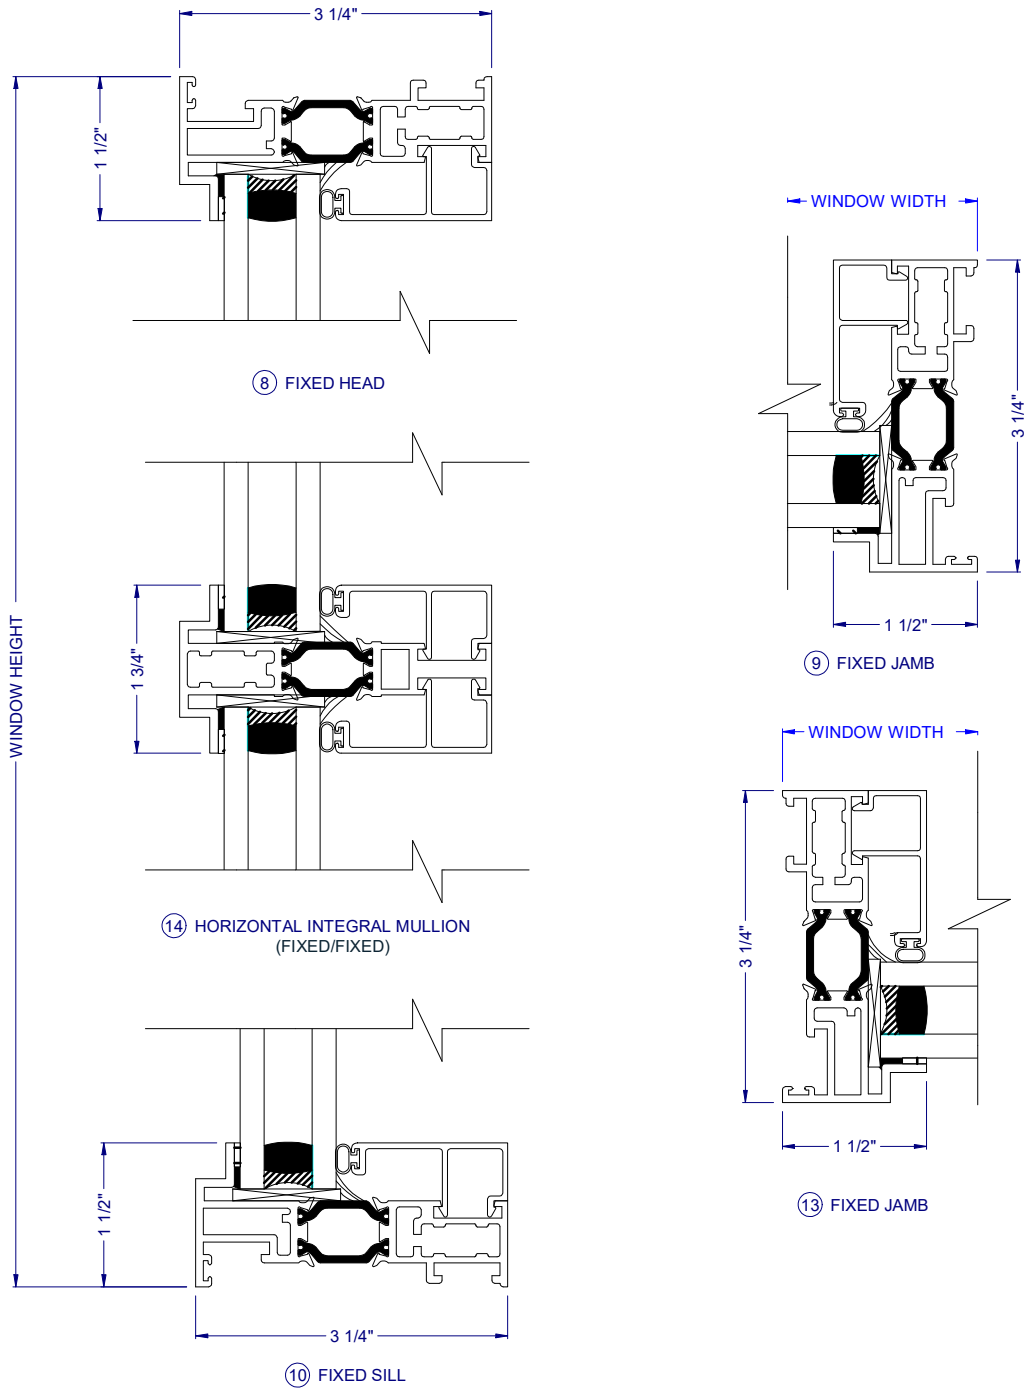 3 1/4"
1 1/2"
8 FIXED HEAD
WINDOW HEIGHT
1 3/4"
14 HORIZONTAL INTEGRAL MULLION
(FIXED/FIXED)
1 1/2"
3 1/4"
10 FIXED SILL
WINDOW WIDTH
3 1/4"
1 1/2"
9 FIXED JAMB
WINDOW WIDTH
3 1/4"
1 1/2"
13 FIXED JAMB